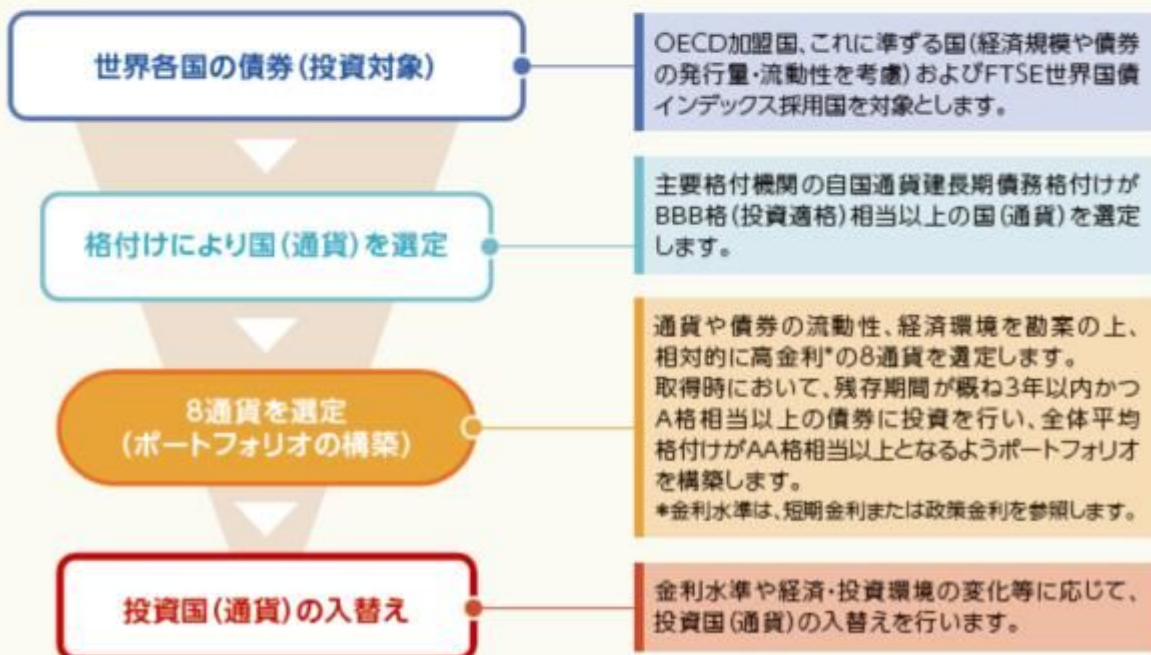 世界各国の債券(投資対象)
OECD加盟国、これに準ずる国(経済規模や債券
の発行量・流動性を考慮)およびFTSE世界国債
インデックス採用国を対象とします。
格付けにより国(通貨)を選定
主要格付機関の自国通貨建長期債務格付けが
BBB格(投資適格)相当以上の国(通貨)を選定
します。
8通貨を選定
(ポートフォリオの構築)
通貨や債券の流動性、経済環境を勘案の上、
相対的に高金利*の8通貨を選定します。
取得時において、残存期間が概ね3年以内かつ
A格相当以上の債券に投資を行い、全体平均
格付けがAA格相当以上となるようポートフォリオ
を構築します。
*金利水準は、短期金利または政策金利を参照します。
投資国(通貨)の入替え
金利水準や経済・投資環境の変化等に応じて、
投資国(通貨)の入替えを行います。